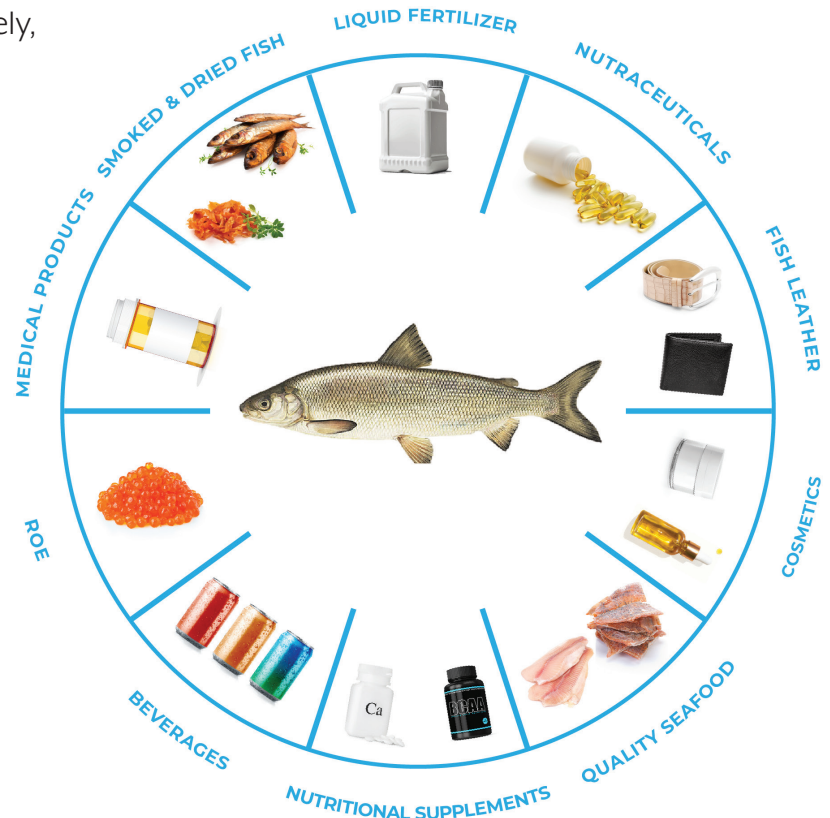 ely,
LIQUID FERTILIZER
NUTRACEUTICALS
FISH LEATHER
COSMETICS
QUALITY SEAFOOD
NUTRITIONAL SUPPLEMENTS
BEVERAGES
ROE
MEDICAL PRODUCTS
SMOKED & DRIED FISH
Ca
BCAA